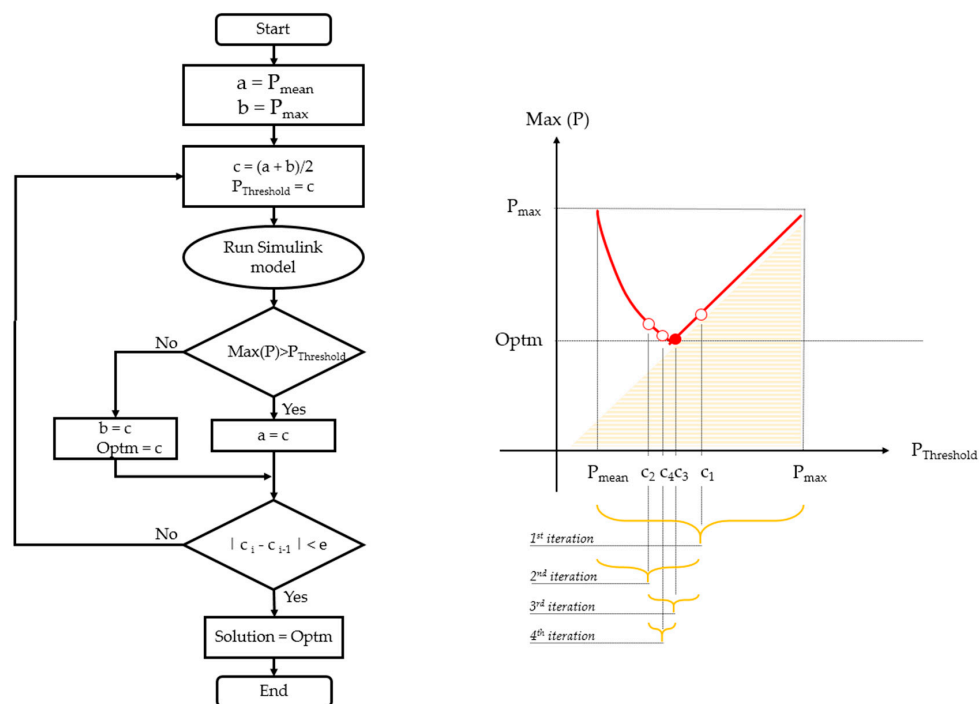 Start
a = Pmean
b = Pmax
c = (a + b)/2
PThreshold = c
Run Simulink
model
Max(P)>PThreshold
No
Yes
b = c
Optm = c
a = c
No
| c i - c i-1 | < e
Yes
Solution = Optm
End
Max (P)
Pmax
Optm
Pmean c2 c4 c3 c1 Pmax
PThreshold
1st iteration
2nd iteration
3rd iteration
4th iteration